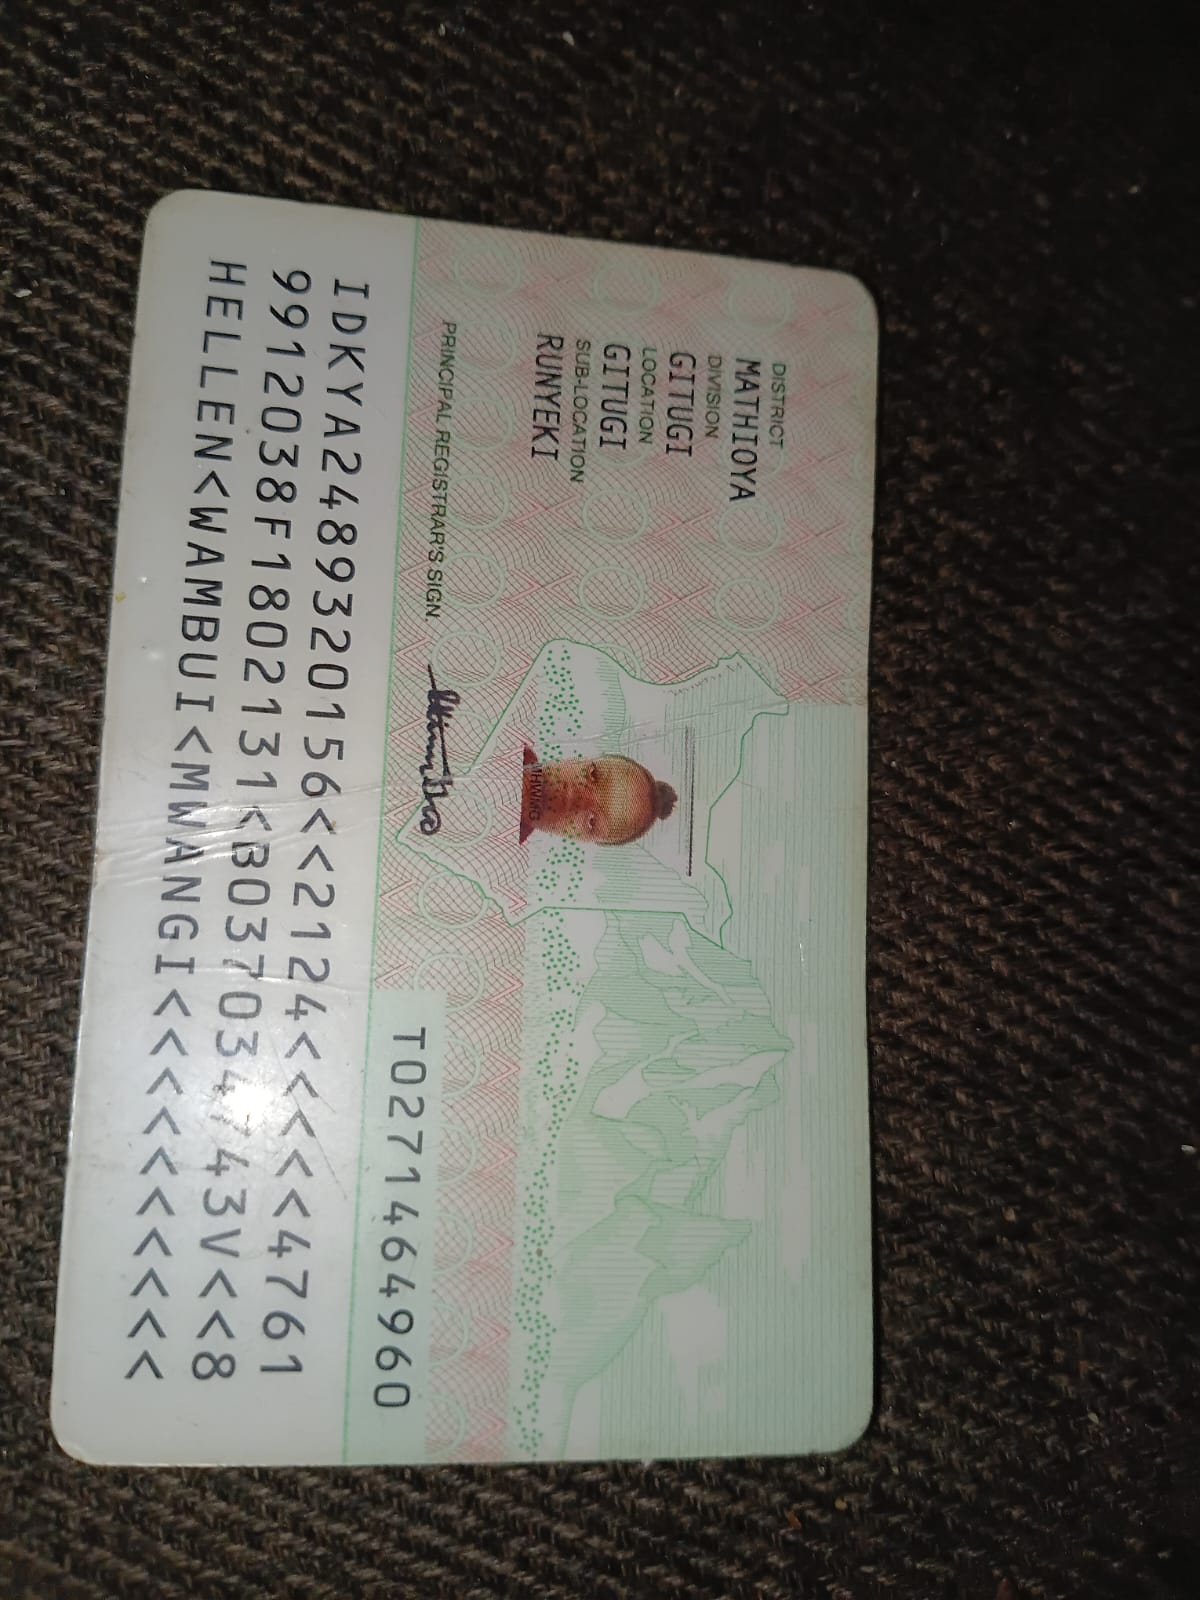 DISTRICT
MATHIOYA
DIVISION
GITUGI
LOCATION
GITUGI
SUB-LOCATION
RUNYEKI
PRINCIPAL REGISTRAR'S SIGN.
T0271464960
IDKYA2489320156<<2124<<<<<4761
9912038F1802131<B037034743V<<8
HELLEN<WAMBUI<MWANGI<<<<<<<<<<